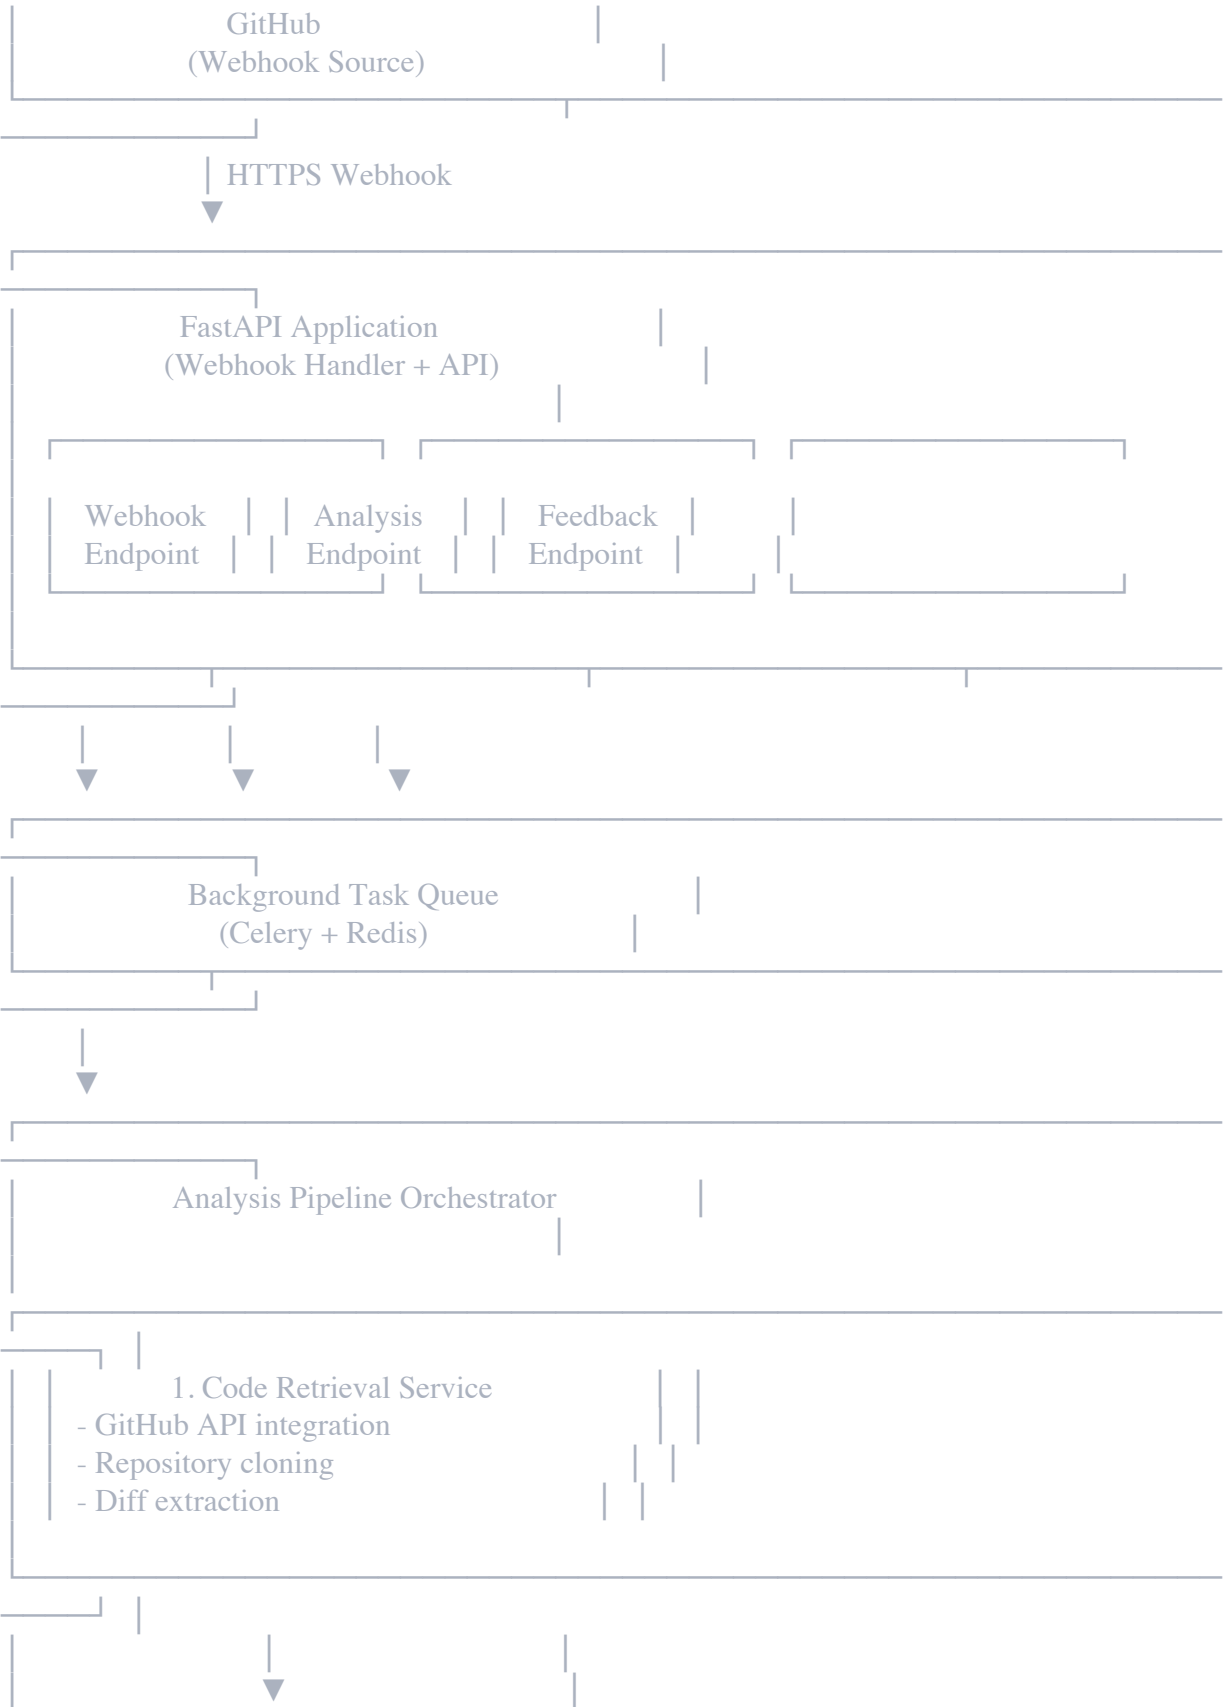 GitHub
(Webhook Source)
HTTPS Webhook
FastAPI Application
(Webhook Handler + API)
Webhook Analysis Feedback
Endpoint Endpoint Endpoint
Background Task Queue
(Celery + Redis)
Analysis Pipeline Orchestrator
1. Code Retrieval Service
- GitHub API integration
- Repository cloning
- Diff extraction